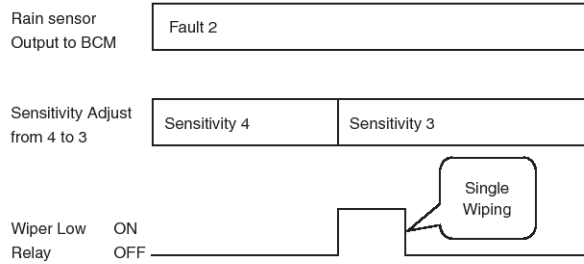 Rain sensor
Output to BCM
Fault 2
Sensitivity Adjust
from 4 to 3
Sensitivity 4
Sensitivity 3
Single
Wiping
Wiper Low ON
Relay OFF